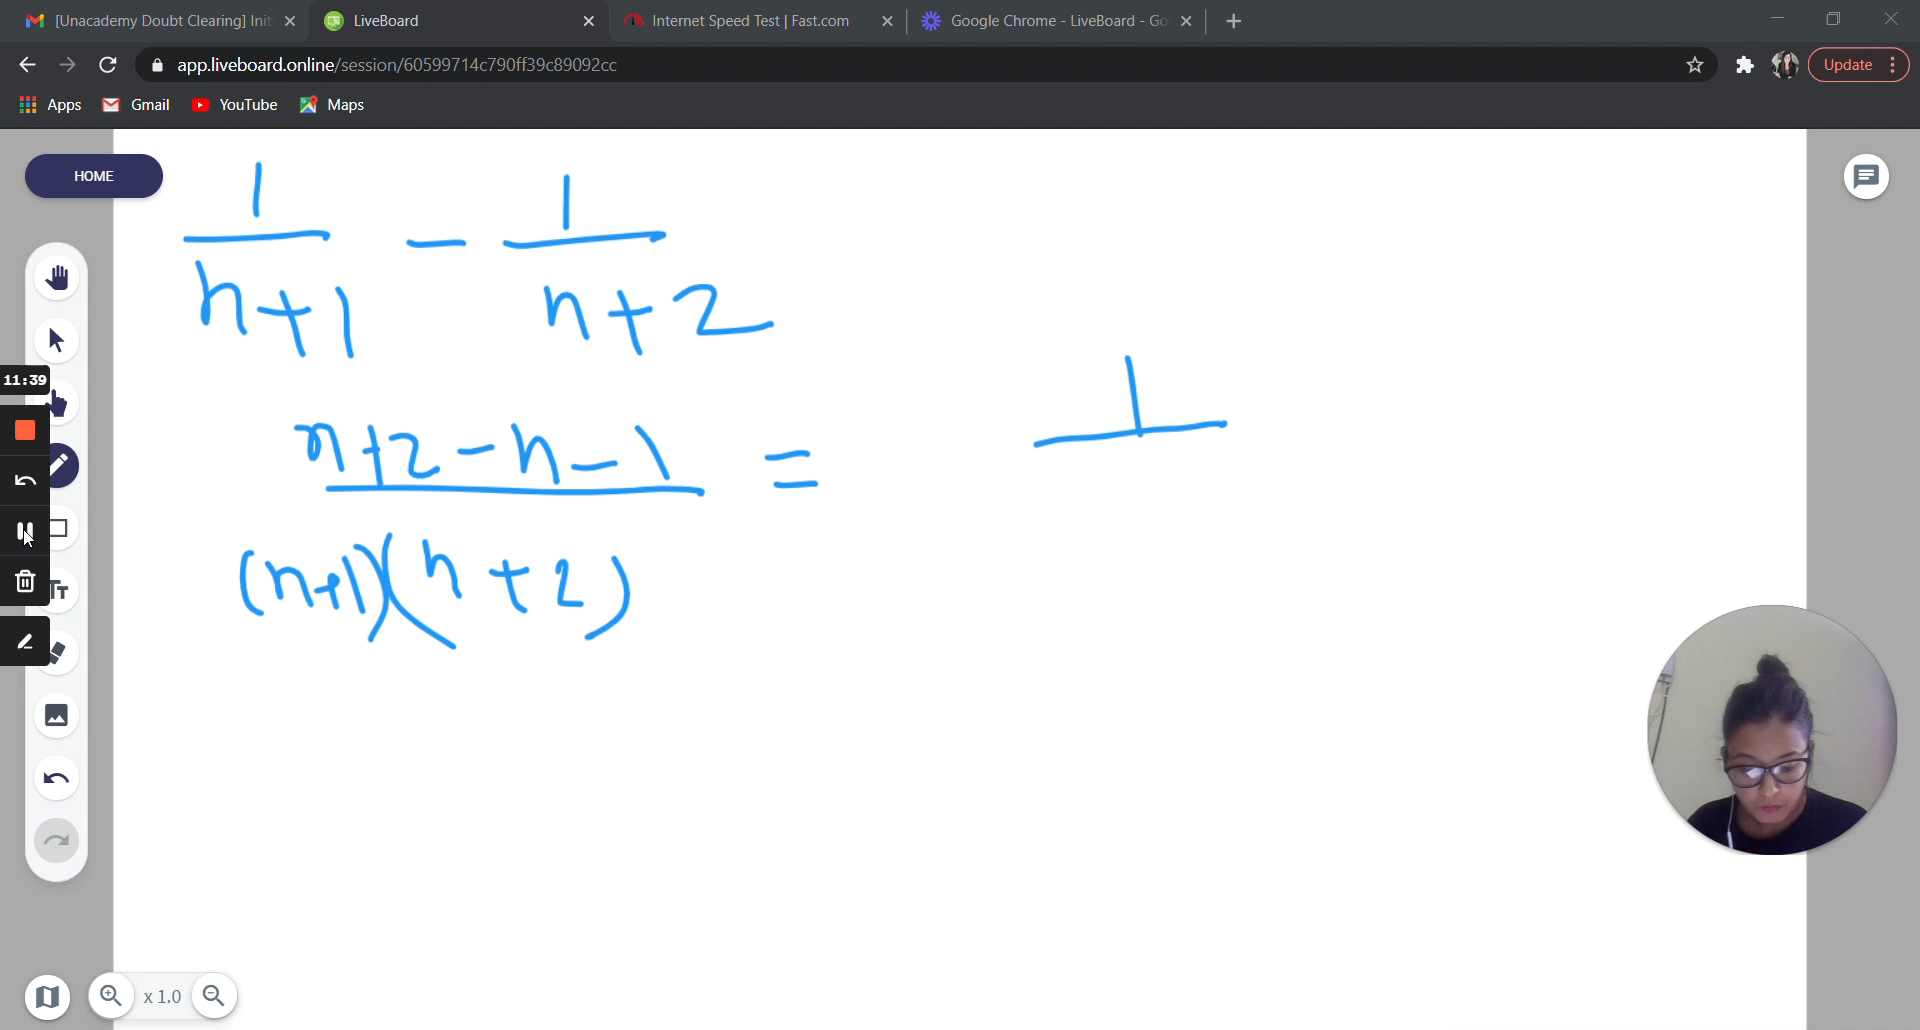 [Unacademy Doubt Clearing] Init
LiveBoard
Internet Speed Test | Fast.com
Google Chrome - LiveBoard - Go
app.liveboard.online/session/60599714c790ff39c89092cc
Update
Apps
Gmail
YouTube
Maps
HOME
1 1
— - —
n+1 n+2
11:39
n+2-n-1 = 1
(n+1)(n+2)
Tt
x 1.0